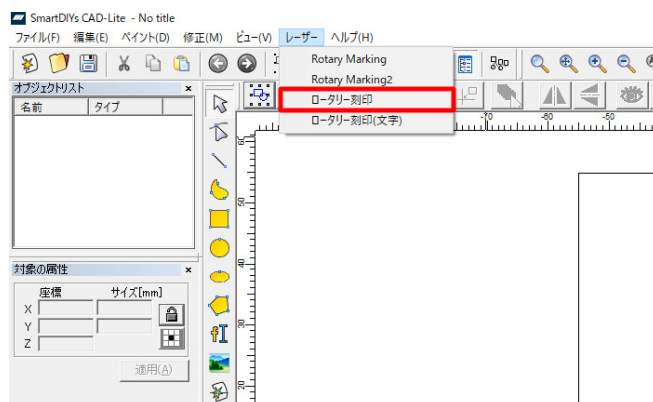 SmartDIYs CAD-Lite - No title
ファイル(F) 編集(E) ペイント(D) 修正(M) ビュー(V) レーザー ヘルプ(H)
Rotary Marking
Rotary Marking2
ロータリー刻印
ロータリー刻印(文字)
オブジェクトリスト
名前 タイプ
-70 -60 -50
対象の属性
座標 サイズ[mm]
X
Y
Z
適用(A)